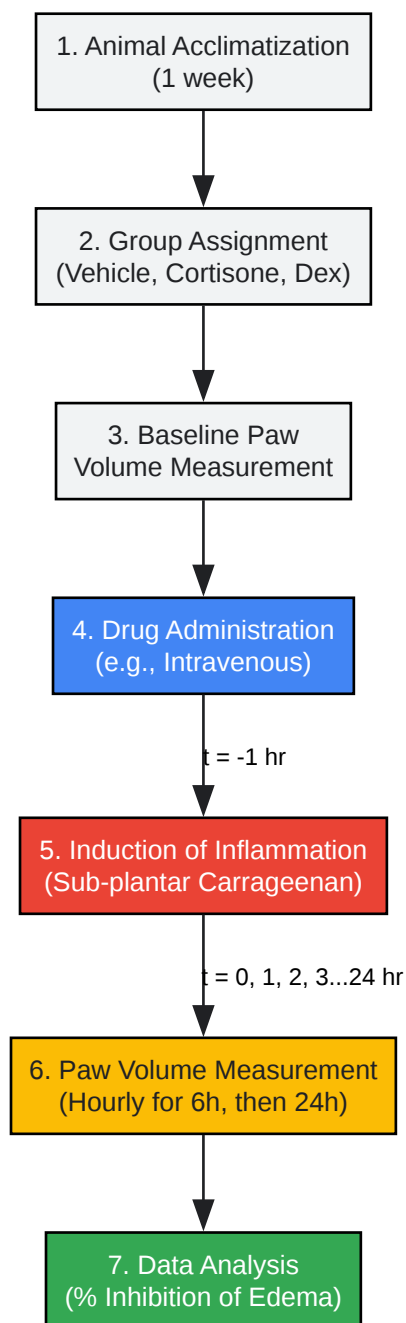 1. Animal Acclimatization
(1 week)
2. Group Assignment
(Vehicle, Cortisone, Dex)
3. Baseline Paw
Volume Measurement
4. Drug Administration
(e.g., Intravenous)
t = -1 hr
5. Induction of Inflammation
(Sub-plantar Carrageenan)
t = 0, 1, 2, 3...24 hr
6. Paw Volume Measurement
(Hourly for 6h, then 24h)
7. Data Analysis
(% Inhibition of Edema)